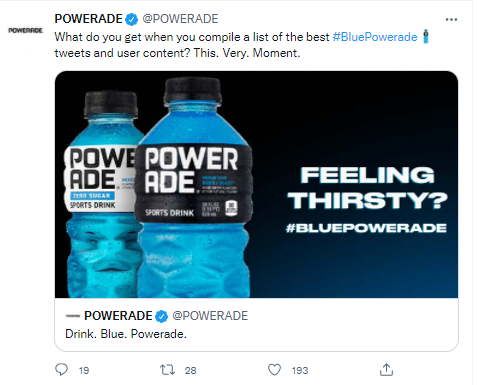 POWERADE @POWERADE
POWERADE
What do you get when you compile a list of the best #BluePowerade
tweets and user content? This. Very. Moment.
POWE
ADE
ZERO SUGAR
SPORTS DRINK
POWER
ADE
SPORTS DRINK
FEELING
THIRSTY?
#BLUEPOWERADE
POWERADE @POWERADE
Drink. Blue. Powerade.
19 28 193